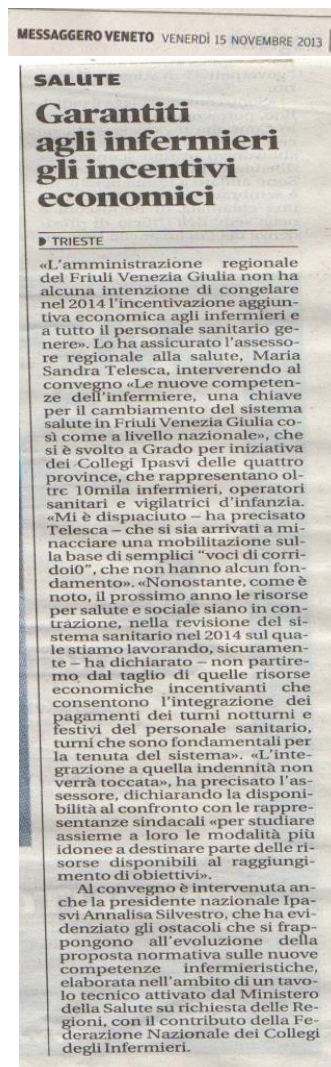 MESSAGGERO VENETO VENERDÌ 15 NOVEMBRE 2013
SALUTE
Garantiti
agli infermieri
gli incentivi
economici
TRIESTE
«L'amministrazione regionale
del Friuli Venezia Giulia non ha
alcuna intenzione di congelare
nel 2014 l'incentivazione aggiun-
tiva economica agli infermieri e
a tutto il personale sanitario ge-
nere». Lo ha assicurato l'assesso-
re regionale alla salute, Maria
Sandra Telesca, intervenendo al
convegno «Le nuove competen-
ze dell'infermiere, una chiave
per il cambiamento del sistema
salute in Friuli Venezia Giulia co-
sì come a livello nazionale», che
si è svolto a Grado per iniziativa
dei Collegi Ipasvi delle quattro
province, che rappresentano ol-
tre 10mila infermieri, operatori
sanitari e vigilatrici d'infanzia.
«Mi è dispiaciuto – ha precisato
Telesca – che si sia arrivati a mi-
nacciare una mobilitazione sul-
la base di semplici “voci di corri-
doi0”, che non hanno alcun fon-
damento». «Nonostante, come è
noto, il prossimo anno le risorse
per salute e sociale siano in con-
trazione, nella revisione del si-
stema sanitario nel 2014 sul qua-
le stiamo lavorando, sicuramen-
te – ha dichiarato – non partire-
mo dal taglio di quelle risorse
economiche incentivanti che
consentono l'integrazione dei
pagamenti dei turni notturni e
festivi del personale sanitario,
turni che sono fondamentali per
la tenuta del sistema». «L'inte-
grazione a quella indennità non
verrà toccata», ha precisato l'as-
sessore, dichiarando la disponi-
bilità al confronto con le rappre-
sentanze sindacali «per studiare
assieme a loro le modalità più
idonee a destinare parte delle ri-
sorse disponibili al raggiungi-
mento di obiettivi».
Al convegno è intervenuta an-
che la presidente nazionale Ipa-
svi Annalisa Silvestro, che ha evi-
denziato gli ostacoli che si frap-
pongono all'evoluzione della
proposta normativa sulle nuove
competenze infermieristiche,
elaborata nell'ambito di un tavo-
lo tecnico attivato dal Ministero
della Salute su richiesta delle Re-
gioni, con il contributo della Fe-
derazione Nazionale dei Collegi
degli Infermieri.